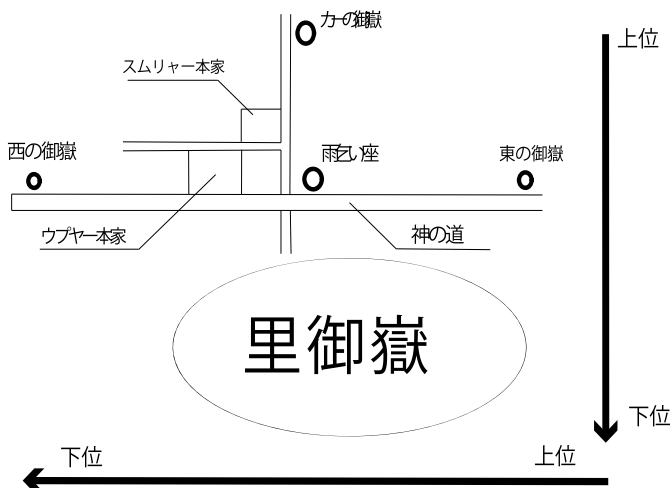 カーの御嶽
上位
スムリャー本家
西の御嶽
雨乞い座
東の御嶽
ウプヤー本家
神の道
里御嶽
下位
下位
上位